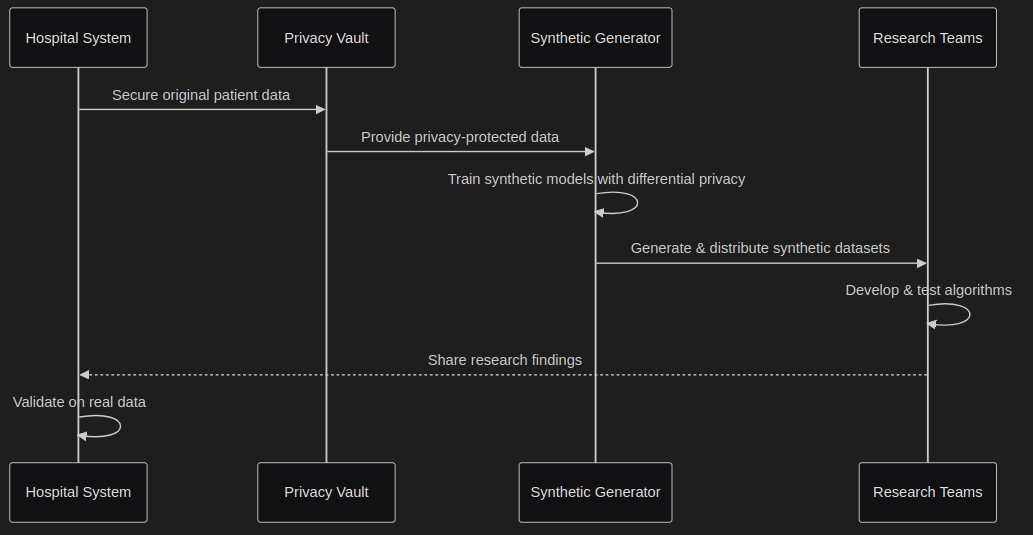 Hospital System
Privacy Vault
Synthetic Generator
Research Teams
Secure original patient data
Provide privacy-protected data
Train synthetic models with differential privacy
Generate & distribute synthetic datasets
Develop & test algorithms
Share research findings
Validate on real data
Hospital System
Privacy Vault
Synthetic Generator
Research Teams